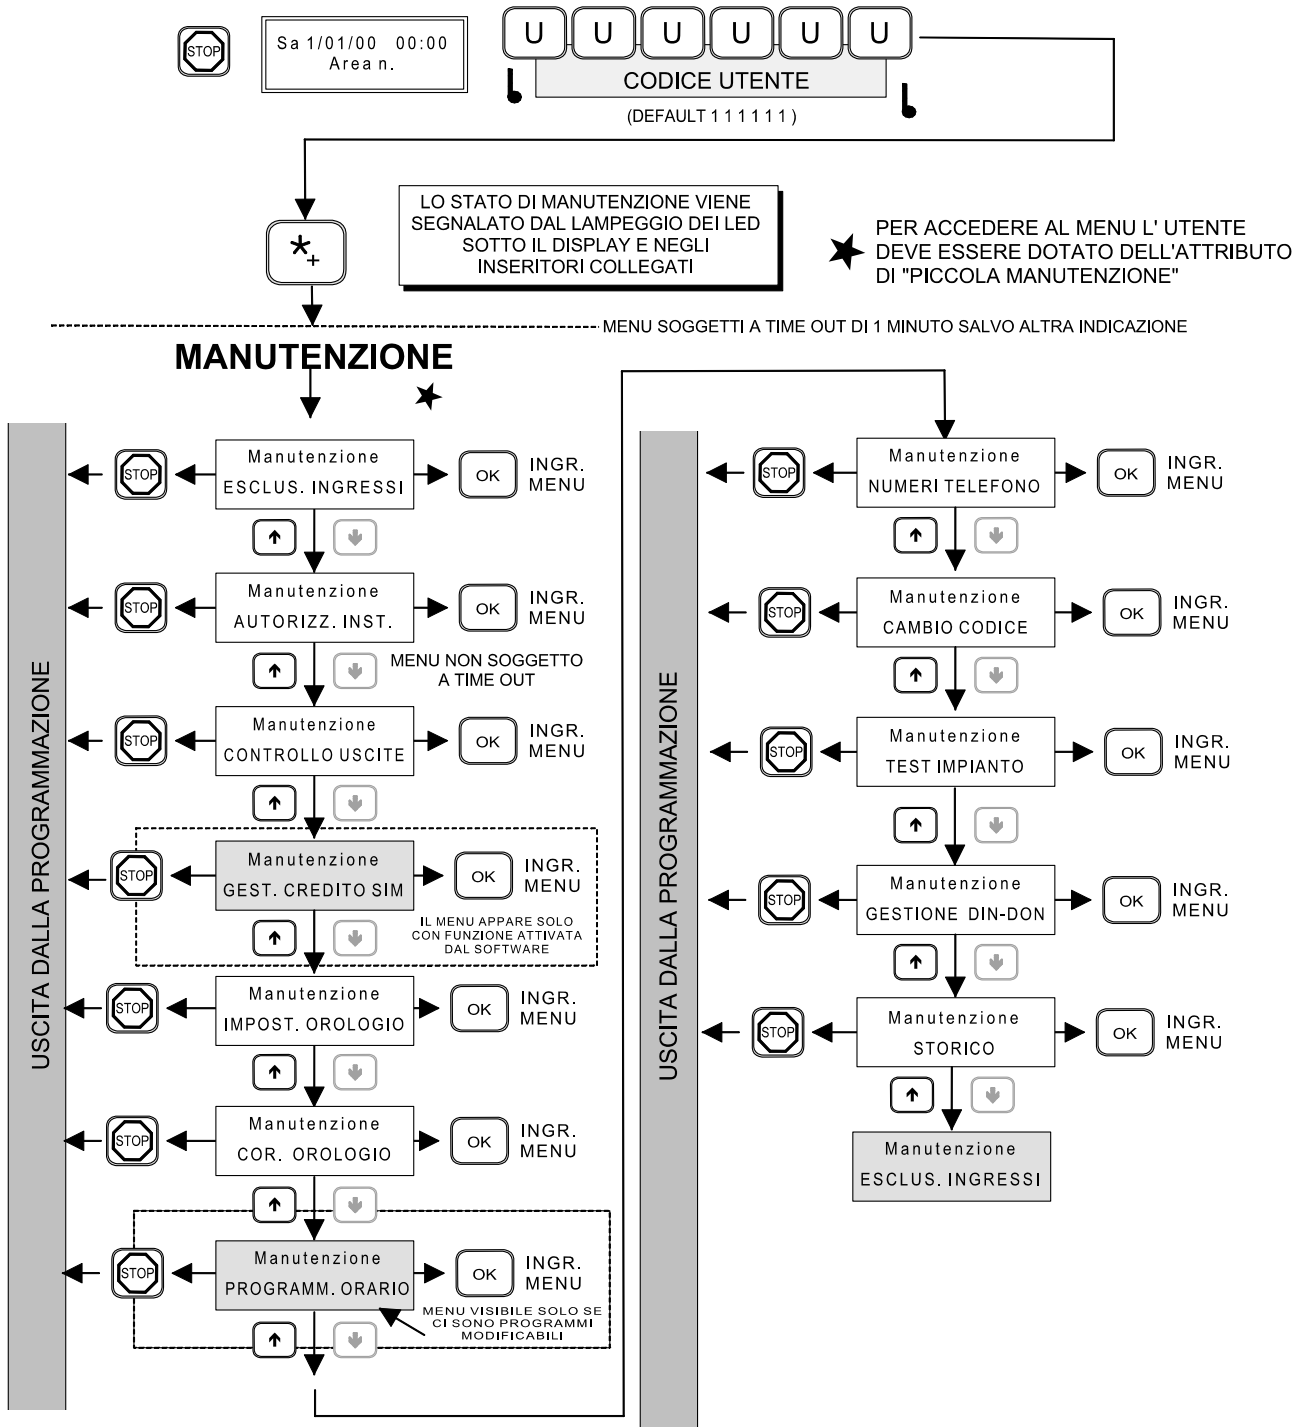 STOP
Sa 1/01/00 00:00
Area n.
U U U U U U
CODICE UTENTE
(DEFAULT 1 1 1 1 1 1 )
*+
LO STATO DI MANUTENZIONE VIENE
SEGNALATO DAL LAMPEGGIO DEI LED
SOTTO IL DISPLAY E NEGLI
INSERITORI COLLEGATI
PER ACCEDERE AL MENU L' UTENTE
DEVE ESSERE DOTATO DELL'ATTRIBUTO
DI "PICCOLA MANUTENZIONE"
MENU SOGGETTI A TIME OUT DI 1 MINUTO SALVO ALTRA INDICAZIONE
MANUTENZIONE
USCITA DALLA PROGRAMMAZIONE
STOP
Manutenzione
ESCLUS. INGRESSI
OK
INGR.
MENU
STOP
Manutenzione
AUTORIZZ. INST.
OK
INGR.
MENU
MENU NON SOGGETTO
A TIME OUT
STOP
Manutenzione
CONTROLLO USCITE
OK
INGR.
MENU
STOP
Manutenzione
GEST. CREDITO SIM
OK
INGR.
MENU
IL MENU APPARE SOLO
CON FUNZIONE ATTIVATA
DAL SOFTWARE
STOP
Manutenzione
IMPOST. OROLOGIO
OK
INGR.
MENU
STOP
Manutenzione
COR. OROLOGIO
OK
INGR.
MENU
STOP
Manutenzione
PROGRAMM. ORARIO
OK
INGR.
MENU
MENU VISIBILE SOLO SE
CI SONO PROGRAMMI
MODIFICABILI
USCITA DALLA PROGRAMMAZIONE
STOP
Manutenzione
NUMERI TELEFONO
OK
INGR.
MENU
STOP
Manutenzione
CAMBIO CODICE
OK
INGR.
MENU
STOP
Manutenzione
TEST IMPIANTO
OK
INGR.
MENU
STOP
Manutenzione
GESTIONE DIN-DON
OK
INGR.
MENU
STOP
Manutenzione
STORICO
OK
INGR.
MENU
Manutenzione
ESCLUS. INGRESSI